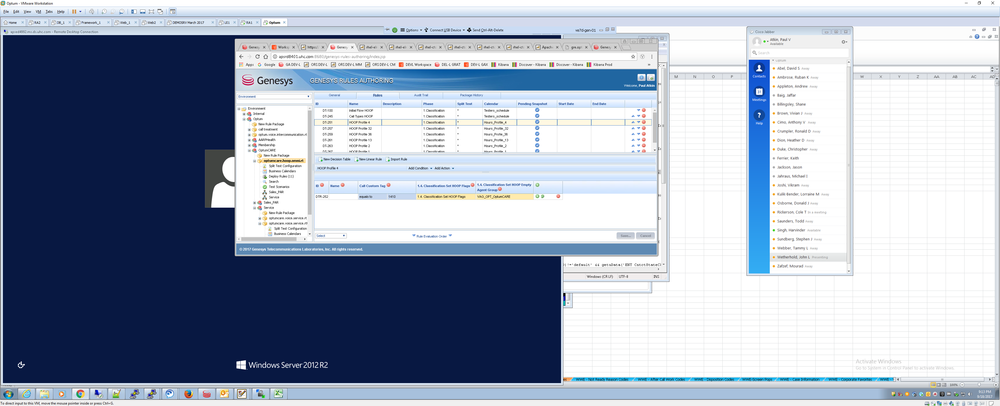 Optum - VMware Workstation
File Edit View VM Tabs Help
Home RA2 DB_1 Framework_1 Web_1 Web2 DEMOSRV March 2017 UI1 RA1 Optum
apsed4992.ms.ds.uhc.com - Remote Desktop Connection
Options Connect USB Device Send Ctrl-Alt-Delete ve7d-gen-01
Genesy Worksp https:// Genesy rhel-elr rhel-elr rhel-ctc rhel-ctc rhel-ctc rhel-ctc Apache gre.opt Genesy
apsrd8401.uhc.com:8680/genesys-rules-authoring/index.jsp
Apps Google GA DEV-L ORS DEV-L ORS DEV-L MM ORS DEV-L CM DEVL Workspace DEL-L GRAT DEV-L GAX Kibana Discover - Kibana Discover - Kibana Kibana Prod »
Genesys GENESYS RULES AUTHORING
Welcome, Paul Atkin
Environment
Environment
Internal
Optum
New Rule Package
call treatment
optum.voice.intercommunication.rt
AARPHealth
Membership
OptumCARE
New Rule Package
optumcare.hoop.omni.rt
Split Test Configuration
Business Calendars
Deploy Rules (11)
Search
Test Scenarios
Sales_PAR
Service
Sales_PAR
Service
New Rule Package
optumcare.voice.service.rt
optumcare.voice.service.rt
Split Test Configuration
Business Calendars
General Rules Audit Trail Package History
ID Name Description Phase Split Test Calendar Pending Snapshot Start Date End Date
DT-100 Initial Flow HOOP 1.Classification * Testers_schedule
DT-245 Call Types HOOP 1.Classification * Testers_schedule
DT-251 HOOP Profile 4 1.Classification * Hours_Profile_4
DT-257 HOOP Profile 32 1.Classification * Hours_Profile_32
DT-259 HOOP Profile 36 1.Classification * Hours_Profie_36
DT-261 HOOP Profile 13 1.Classification * Hours_Profile_13
DT-263 HOOP Profile 2 1.Classification * Hours_Profile_2
DT-267 HOOP Profile 1 1.Classification * Hours_Profile_1
New Decision Table New Linear Rule Import Rule
HOOP Profile 4 Add Condition Add Action
ID Name Call Custom Tag 1.4. Classification Set HOOP Flags 1.4. Classification Set HOOP Empty
Agent Group
DTR-252 equals to 1410 1.4. Classification Set HOOP Flags VAG_OPT_OptumCARE
Select Rule Evaluation Order Save... Cancel
© 2017 Genesys Telecommunications Laboratories, Inc. All rights reserved.
)!='default' && getuData('ENT CntctStateC
Windows (CR LF) UTF-8 INS
M N O P W X Y Z AA AB AC AD
Cisco Jabber
Atkin, Paul V
Available
Search
Contacts
31
Meetings
Help
Optum
Abel, David S Away
Ambrose, Ruban K Away
Appleton, Andrew Away
Baig, Jaffar
Billingsley, Shane
Brown, Vivian J Away
Cimo, Anthony V Away
Crumpler, Ronald D Away
Dion, Heather D Away
Duke, Christopher Away
Ferrier, Keith
Jackson, Jason
Jahraus, Michael I
Joshi, Vikram Away
Kulik-Bender, Lorraine M Away
Osborne, Donald J Away
Rickerson, Cole T In a meeting
Saunders, Todd Away
Singh, Harvinder Available
Sundberg, Stephen J Away
Webber, Tammy L Away
Wetherhold, John L Presenting
Zafzef, Mourad Away
Windows Server 2012 R2
Activate Windows
Go to System in Control Panel to activate Windows.
WWE - Not Ready Reason Codes WWE - After Call Work Codes WWE - Disposition Codes WWE-Screen Pops WWE - Case Information WWE - Corporate Favorites WWE -
Ready
100%
9:13 PM
9/18/2017
To direct input to this VM, move the mouse pointer inside or press Ctrl+G.